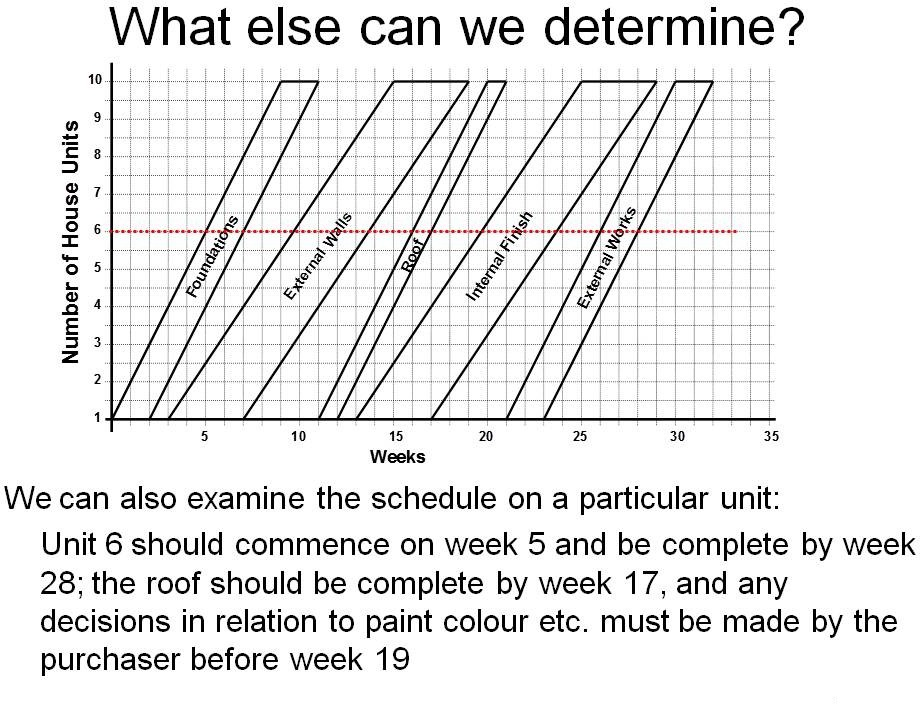 What else can we determine?
Number of House Units
10
9
8
7
6
5
4
3
2
1
Foundations
External Walls
Roof
Internal Finish
External Works
5 10 15 20 25 30 35
Weeks
We can also examine the schedule on a particular unit:
Unit 6 should commence on week 5 and be complete by week
28; the roof should be complete by week 17, and any
decisions in relation to paint colour etc. must be made by the
purchaser before week 19